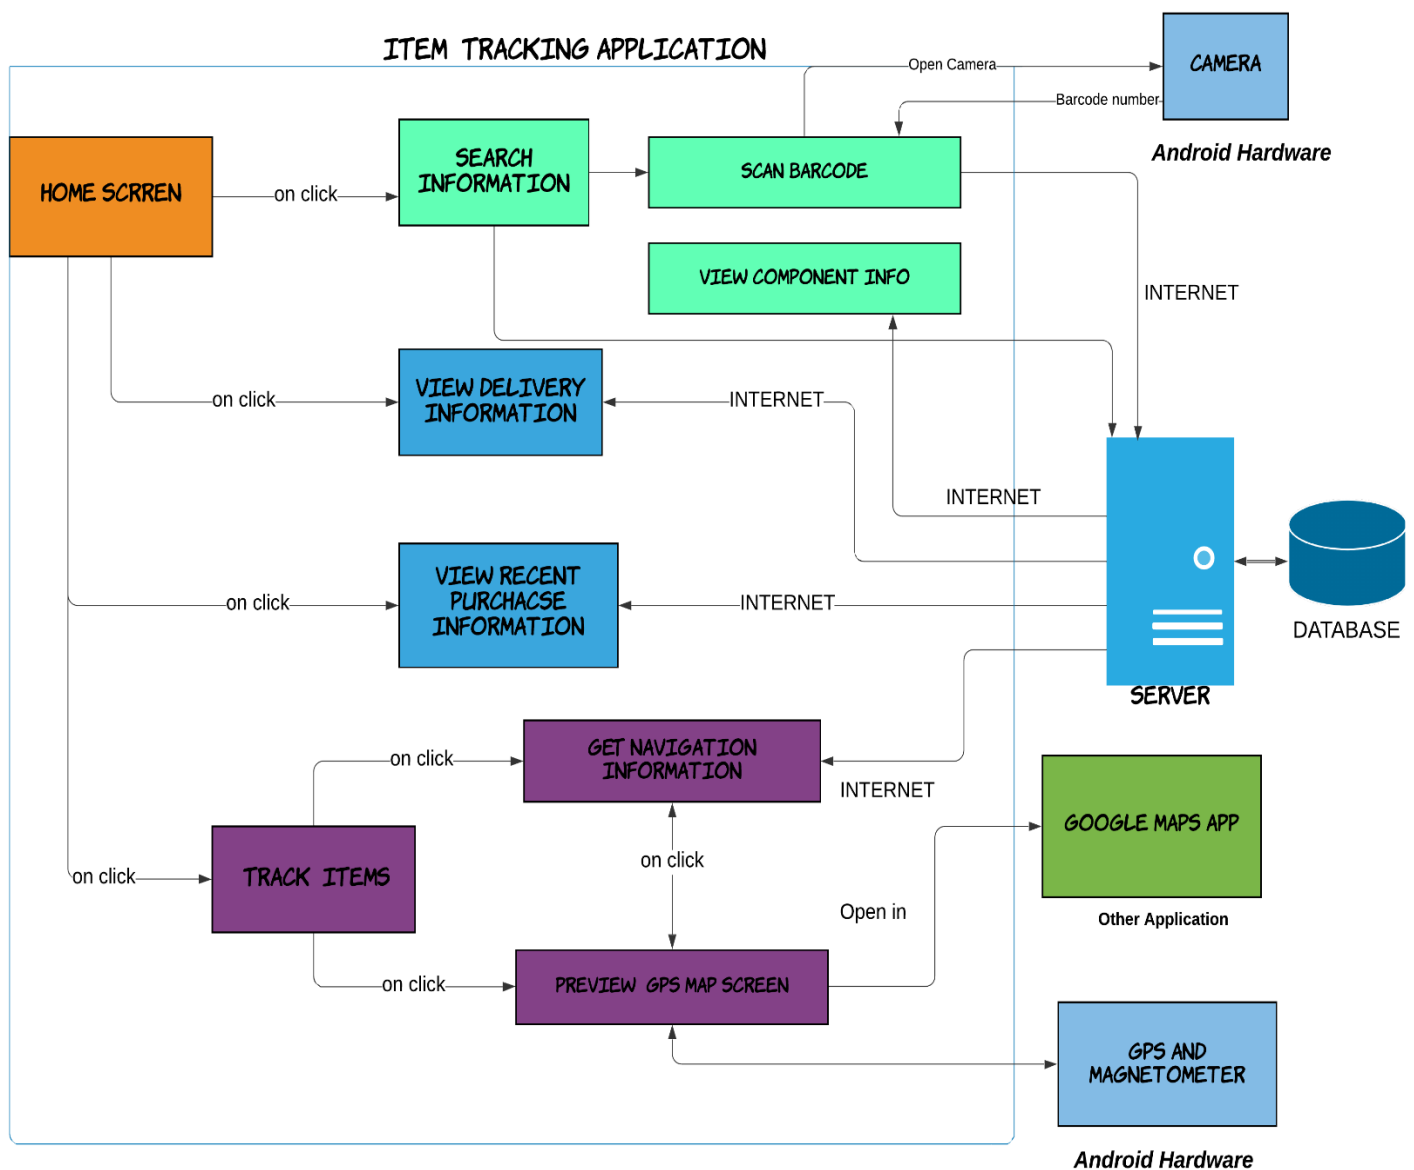 ITEM TRACKING APPLICATION
Open Camera
CAMERA
Barcode number
Android Hardware
HOME SCRREN
on click
SEARCH
INFORMATION
SCAN BARCODE
VIEW COMPONENT INFO
INTERNET
on click
VIEW DELIVERY
INFORMATION
INTERNET
INTERNET
on click
VIEW RECENT
PURCHACSE
INFORMATION
INTERNET
DATABASE
SERVER
on click
GET NAVIGATION
INFORMATION
INTERNET
GOOGLE MAPS APP
Other Application
on click
TRACK ITEMS
on click
Open in
on click
PREVIEW GPS MAP SCREEN
GPS AND
MAGNETOMETER
Android Hardware